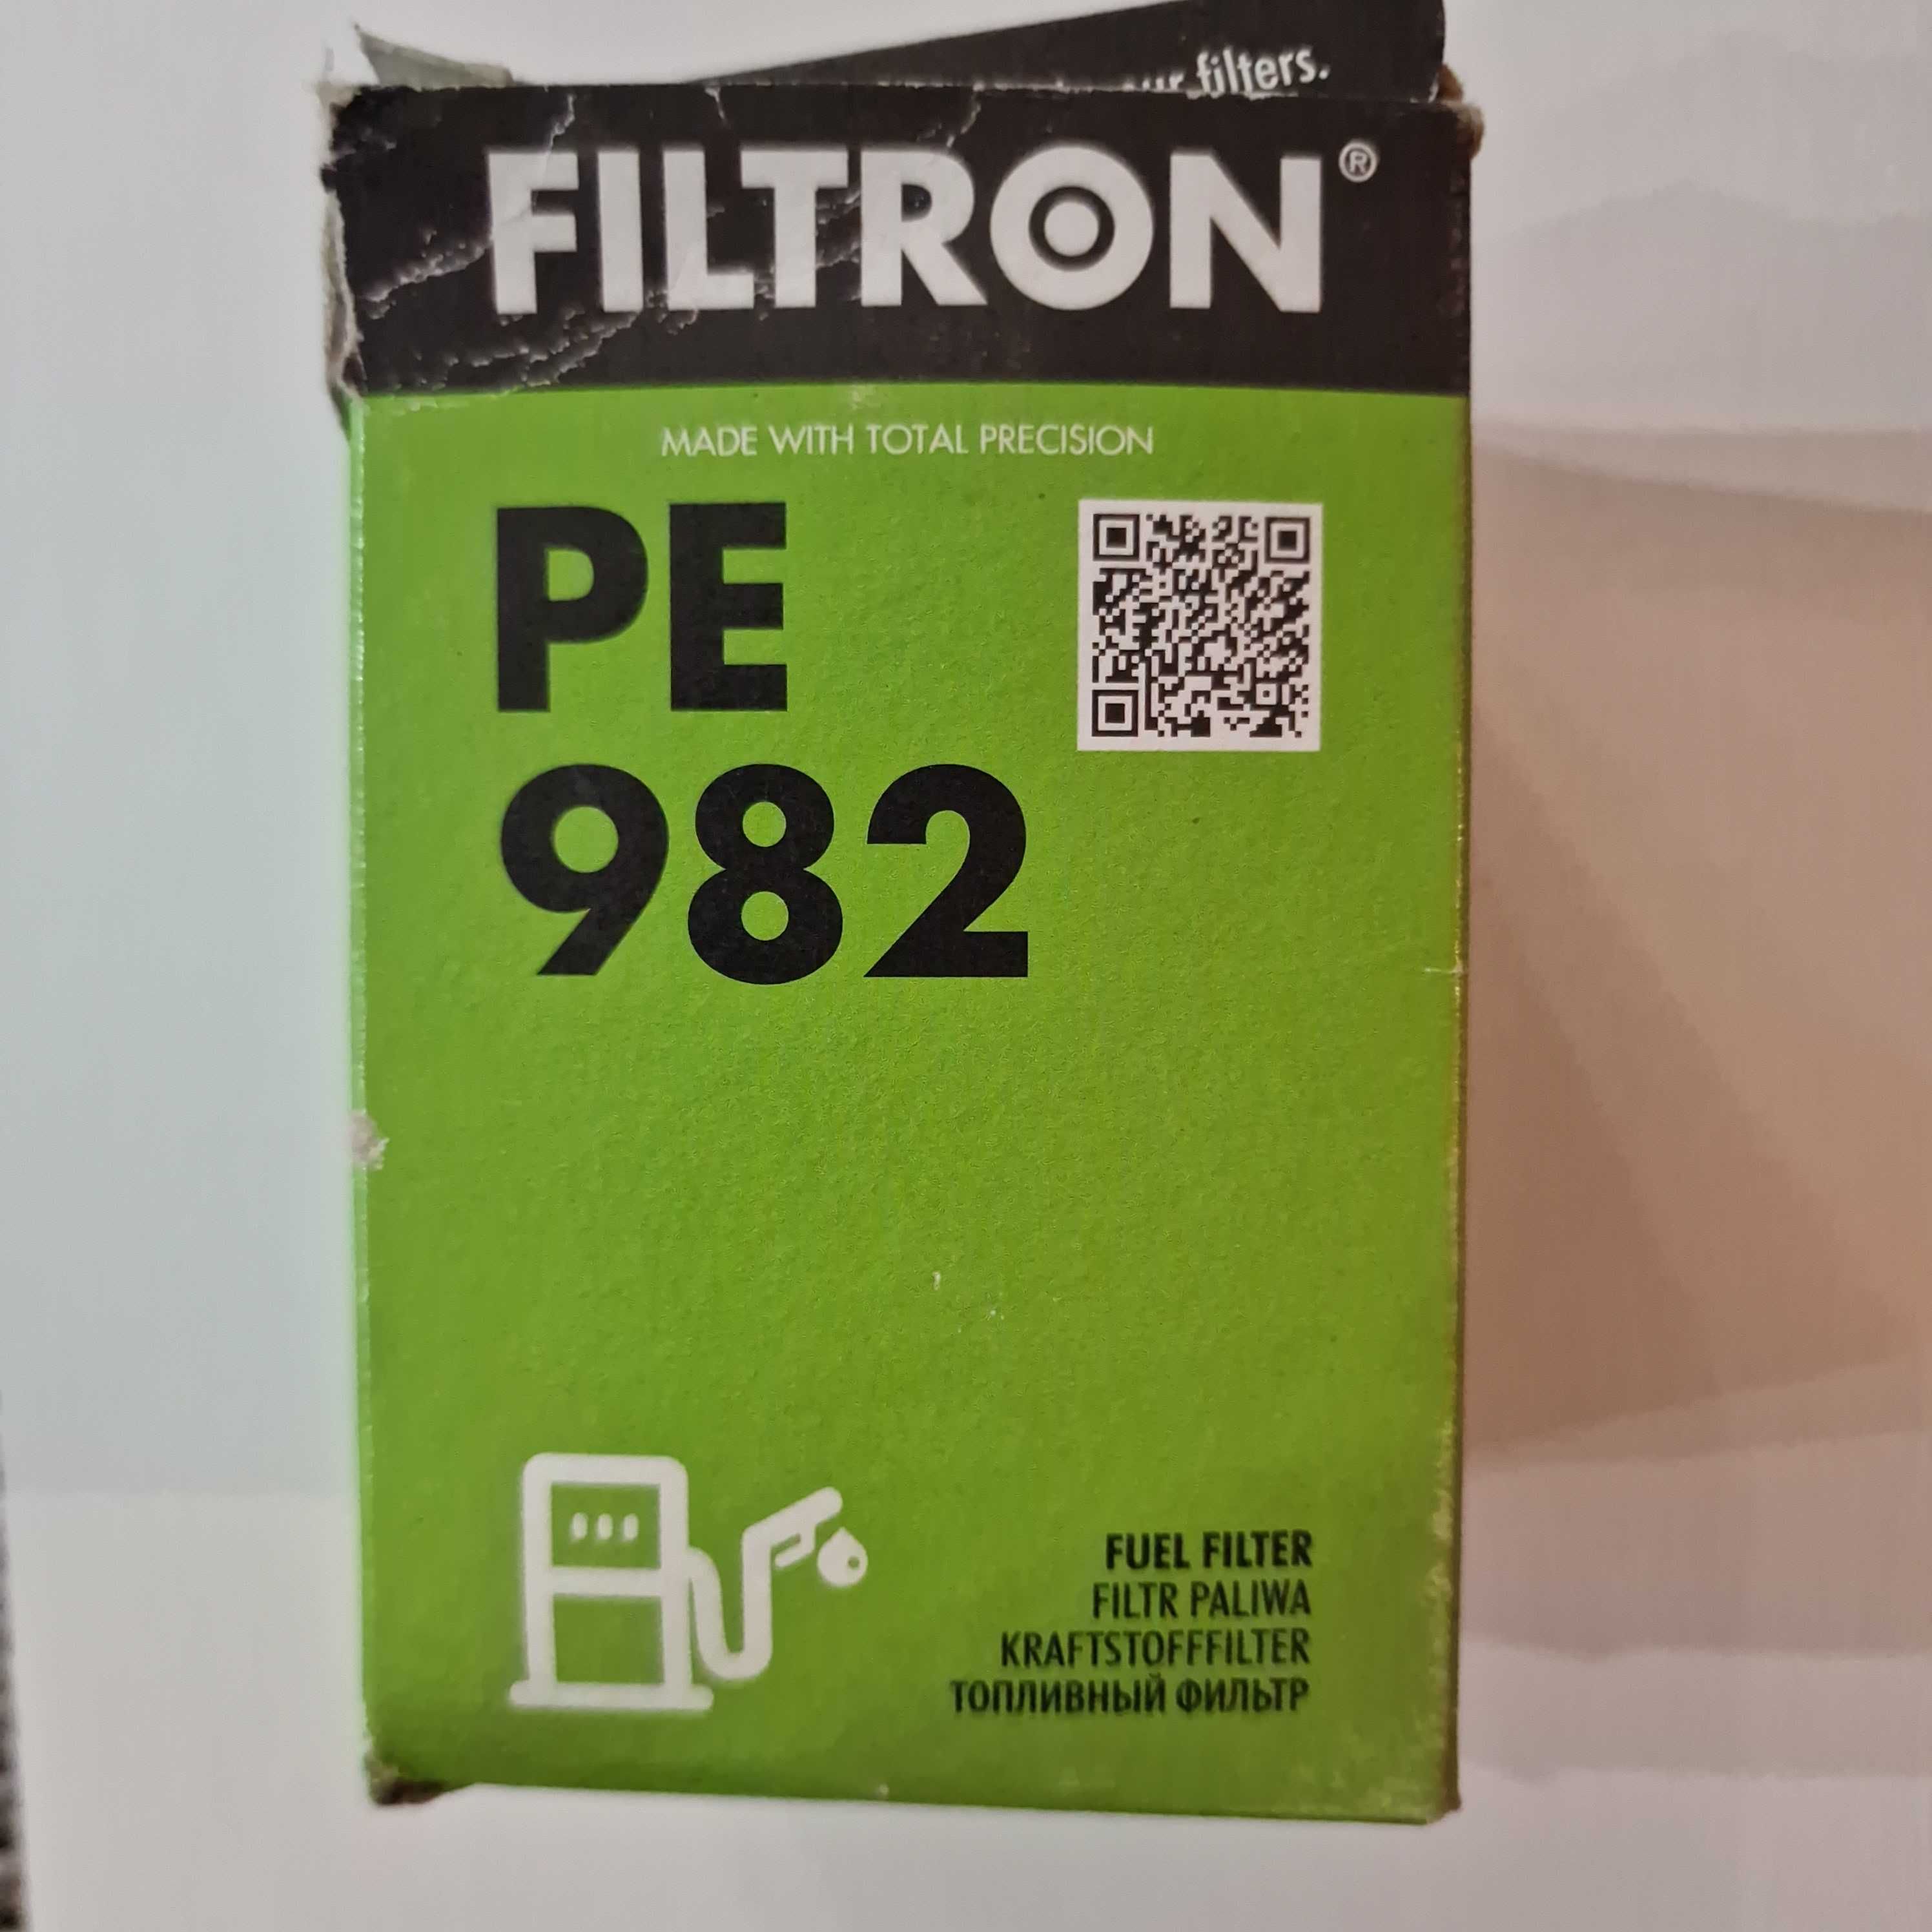 filters.
FILTRON®
MADE WITH TOTAL PRECISION
PE
982
FUEL FILTER
FILTR PALIWA
KRAFTSTOFFFILTER
ТОПЛИВНЫЙ ФИЛЬТР